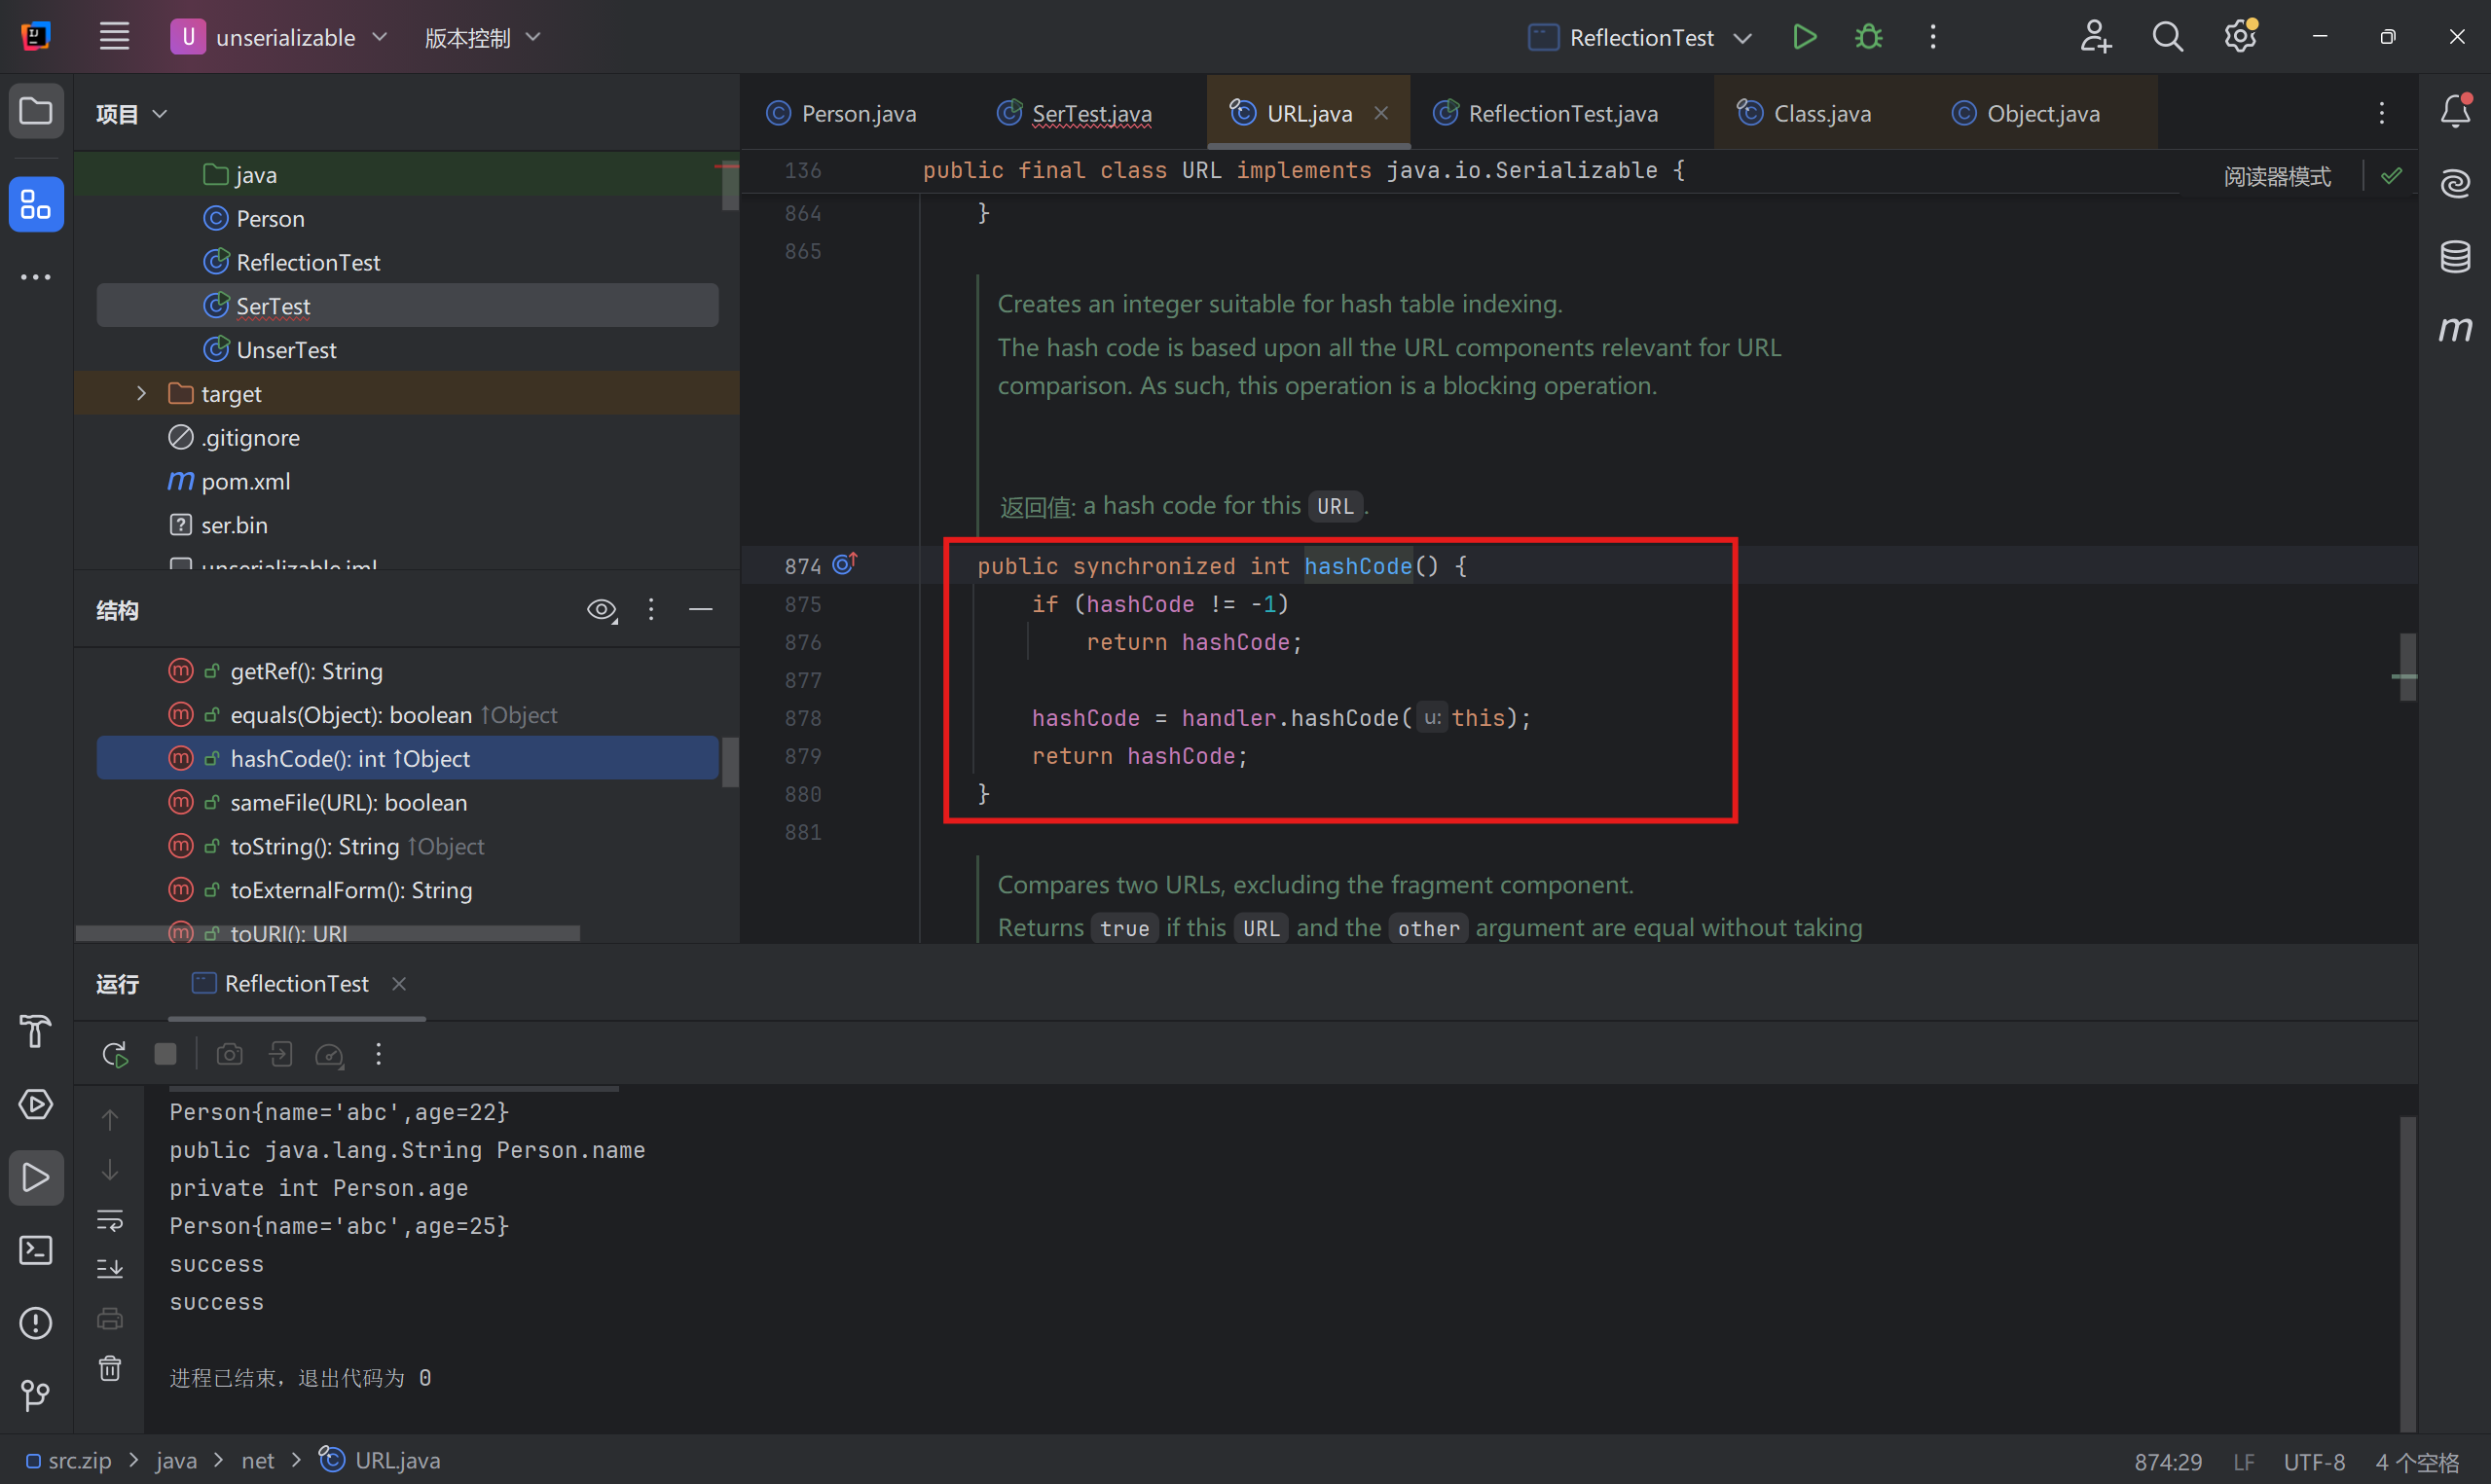 U unserializable 版本控制 ReflectionTest
项目
java
Person
ReflectionTest
SerTest
UnserTest
target
.gitignore
pom.xml
ser.bin
unserializable.iml
结构
getRef(): String
equals(Object): boolean ↑Object
hashCode(): int ↑Object
sameFile(URL): boolean
toString(): String ↑Object
toExternalForm(): String
toURI(): URI
Person.java SerTest.java URL.java ReflectionTest.java Class.java Object.java
136 public final class URL implements java.io.Serializable {
阅读器模式
864 }
865
Creates an integer suitable for hash table indexing.
The hash code is based upon all the URL components relevant for URL
comparison. As such, this operation is a blocking operation.
返回值: a hash code for this URL.
874 public synchronized int hashCode() {
875 if (hashCode != -1)
876 return hashCode;
877
878 hashCode = handler.hashCode( u: this);
879 return hashCode;
880 }
881
Compares two URLs, excluding the fragment component.
Returns true if this URL and the other argument are equal without taking
运行 ReflectionTest
Person{name='abc',age=22}
public java.lang.String Person.name
private int Person.age
Person{name='abc',age=25}
success
success
进程已结束，退出代码为 0
src.zip > java > net > URL.java 874:29 LF UTF-8 4 个空格